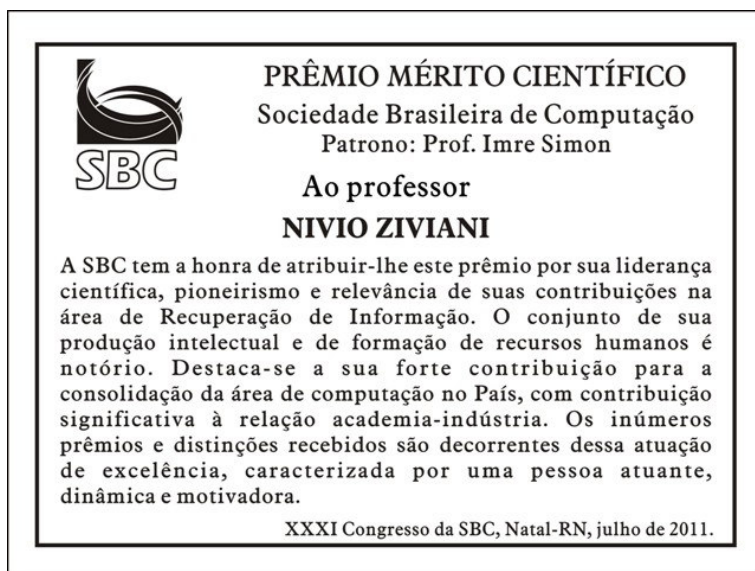 PRÊMIO MÉRITO CIENTÍFICO
Sociedade Brasileira de Computação
Patrono: Prof. Imre Simon
SBC
Ao professor
NIVIO ZIVIANI
A SBC tem a honra de atribuir-lhe este prêmio por sua liderança
científica, pioneirismo e relevância de suas contribuições na
área de Recuperação de Informação. O conjunto de sua
produção intelectual e de formação de recursos humanos é
notório. Destaca-se a sua forte contribuição para a
consolidação da área de computação no País, com contribuição
significativa à relação academia-indústria. Os inúmeros
prêmios e distinções recebidos são decorrentes dessa atuação
de excelência, caracterizada por uma pessoa atuante,
dinâmica e motivadora.
XXXI Congresso da SBC, Natal-RN, julho de 2011.